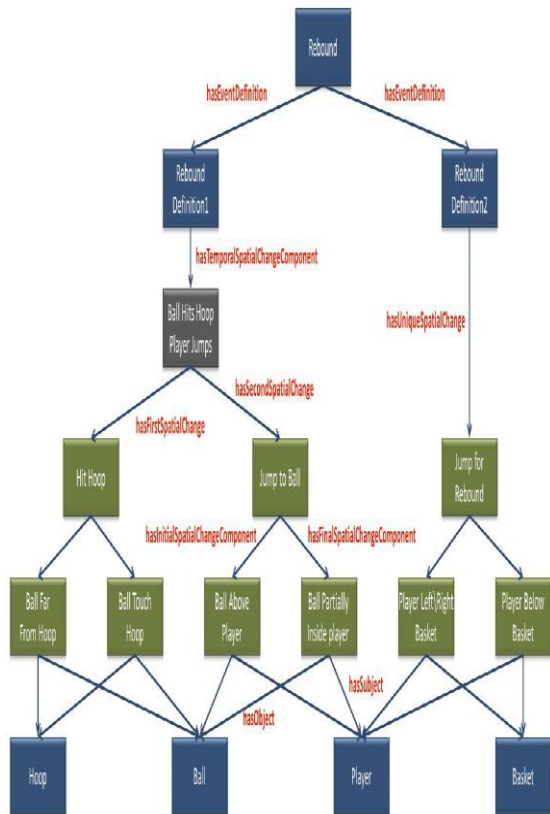 Rebound
hasEventDefinition
hasEventDefinition
Rebound
Definition1
Rebound
Definition2
hasTemporalSpatialChangeComponent
Ball Hits Hoop
Player Jumps
hasUniqueSpatialChange
hasSecondSpatialChange
hasFirstSpatialChange
Hit Hoop
Jump to Ball
Jump for
Rebound
hasInitialSpatialChangeComponent
hasFinalSpatialChangeComponent
Ball Far
From Hoop
Ball Touch
Hoop
Ball Above
Player
Ball Partially
Inside player
Player Left\Right
Basket
Player Below
Basket
hasSubject
hasObject
Hoop
Ball
Player
Basket